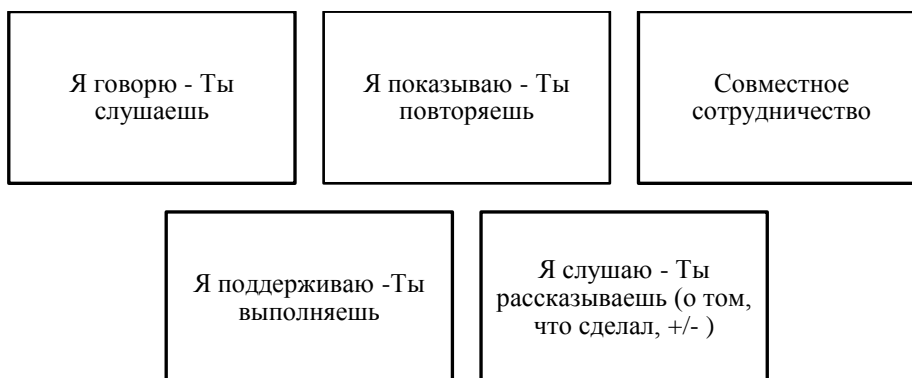 Я говорю - Ты
слушаешь
Я показываю - Ты
повторяешь
Совместное
сотрудничество
Я поддерживаю -Ты
выполняешь
Я слушаю - Ты
рассказываешь (о том,
что сделал, +/- )